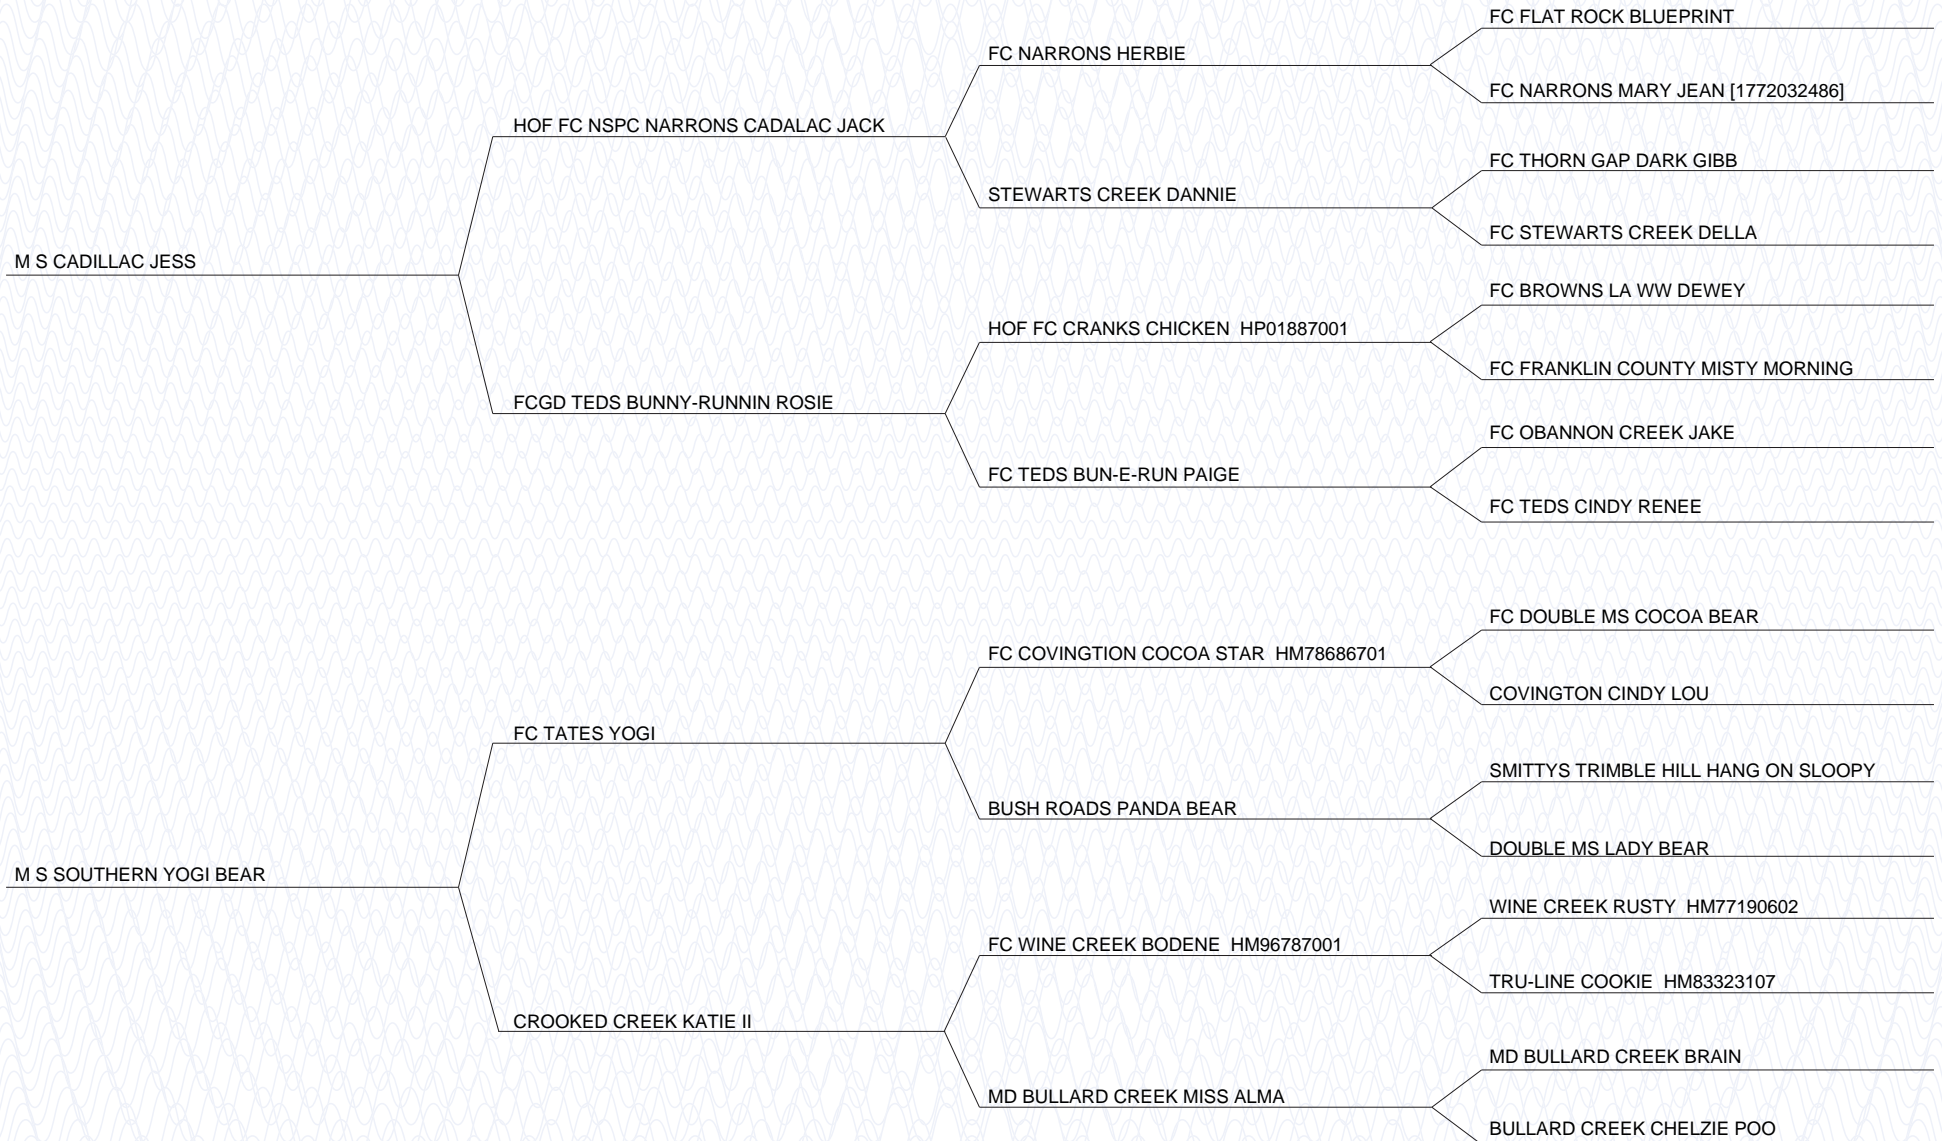 FC FLAT ROCK BLUEPRINT
FC NARRONS HERBIE
FC NARRONS MARY JEAN [1772032486]
HOF FC NSPC NARRONS CADALAC JACK
FC THORN GAP DARK GIBB
STEWARTS CREEK DANNIE
FC STEWARTS CREEK DELLA
M S CADILLAC JESS
FC BROWNS LA WW DEWEY
HOF FC CRANKS CHICKEN HP01887001
FC FRANKLIN COUNTY MISTY MORNING
FCGD TEDS BUNNY-RUNNIN ROSIE
FC OBANNON CREEK JAKE
FC TEDS BUN-E-RUN PAIGE
FC TEDS CINDY RENEE
FC DOUBLE MS COCOA BEAR
FC COVINGTION COCOA STAR HM78686701
COVINGTON CINDY LOU
FC TATES YOGI
SMITTYS TRIMBLE HILL HANG ON SLOOPY
BUSH ROADS PANDA BEAR
DOUBLE MS LADY BEAR
M S SOUTHERN YOGI BEAR
WINE CREEK RUSTY HM77190602
FC WINE CREEK BODENE HM96787001
TRU-LINE COOKIE HM83323107
CROOKED CREEK KATIE II
MD BULLARD CREEK BRAIN
MD BULLARD CREEK MISS ALMA
BULLARD CREEK CHELZIE POO